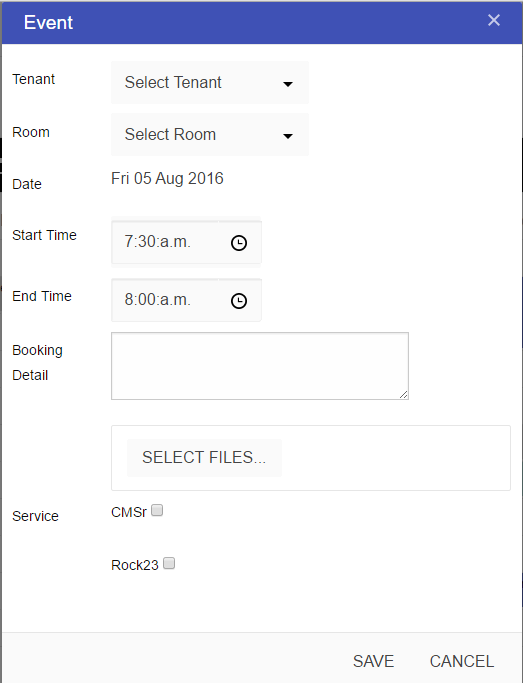 Event
Tenant Select Tenant
Room Select Room
Date Fri 05 Aug 2016
Start Time 7:30:a.m.
End Time 8:00:a.m.
Booking
Detail
SELECT FILES...
Service CMSr
Rock23
SAVE CANCEL